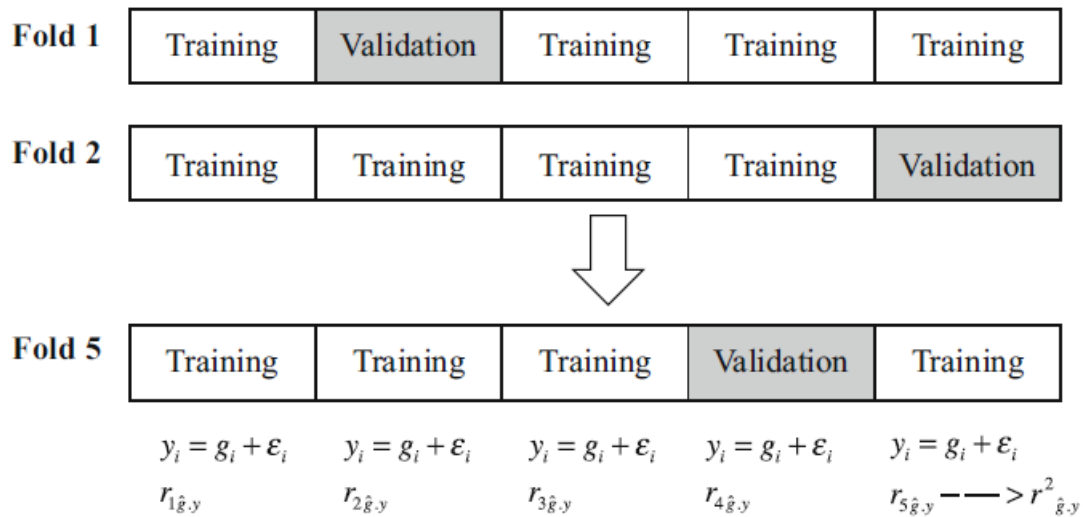 Fold 1 Training Validation Training Training Training
Fold 2 Training Training Training Training Validation
Fold 5 Training Training Training Validation Training
y_i = g_i + ε_i y_i = g_i + ε_i y_i = g_i + ε_i y_i = g_i + ε_i y_i = g_i + ε_i
r_{1ĝ.y} r_{2ĝ.y} r_{3ĝ.y} r_{4ĝ.y} r_{5ĝ.y} — — > r²_{ĝ.y}